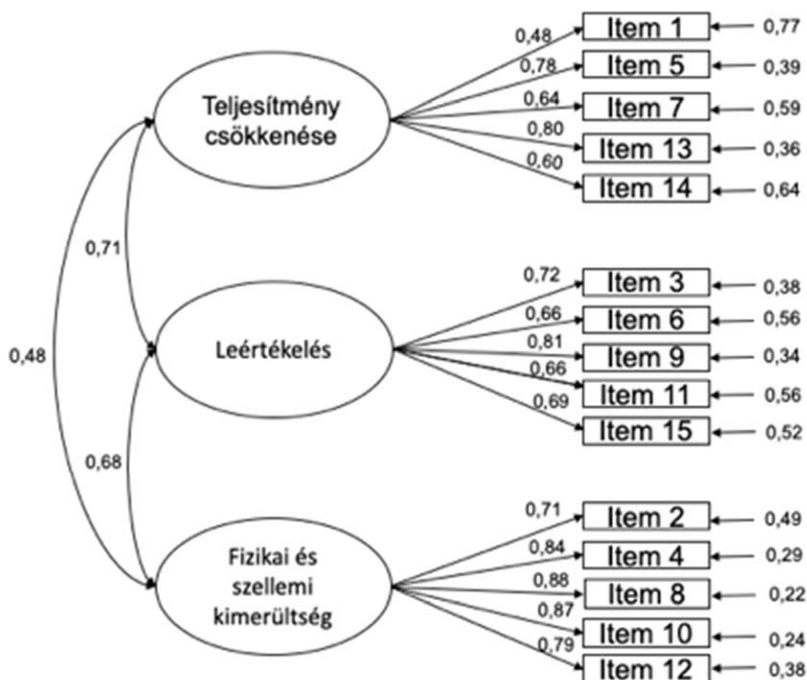 Teljesítmény
csökkenése
0,48 Item 1 0,77
0,78 Item 5 0,39
0,64 Item 7 0,59
0,80 Item 13 0,36
0,60 Item 14 0,64
0,71
Leértékelés
0,72 Item 3 0,38
0,66 Item 6 0,56
0,81 Item 9 0,34
0,66 Item 11 0,56
0,69 Item 15 0,52
0,48
0,68
Fizikai és
szellemi
kimerültség
0,71 Item 2 0,49
0,84 Item 4 0,29
0,88 Item 8 0,22
0,87 Item 10 0,24
0,79 Item 12 0,38